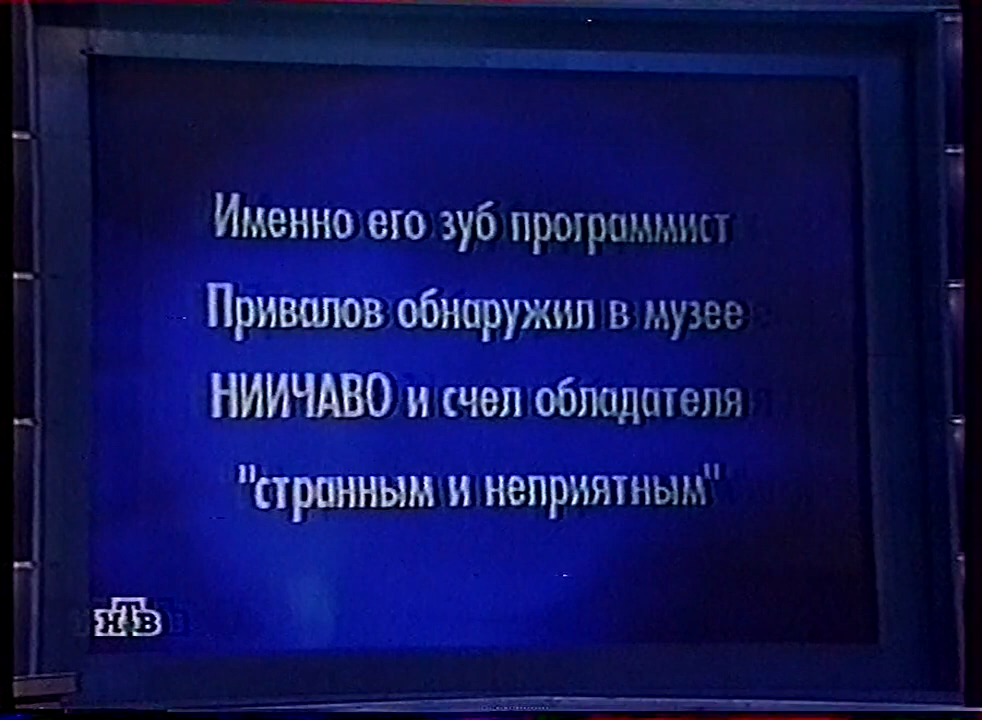 Именно его зуб программист
Привалов обнаружил в музее
НИИЧАВО и счел обладателя
"странным и неприятным"
НТВ